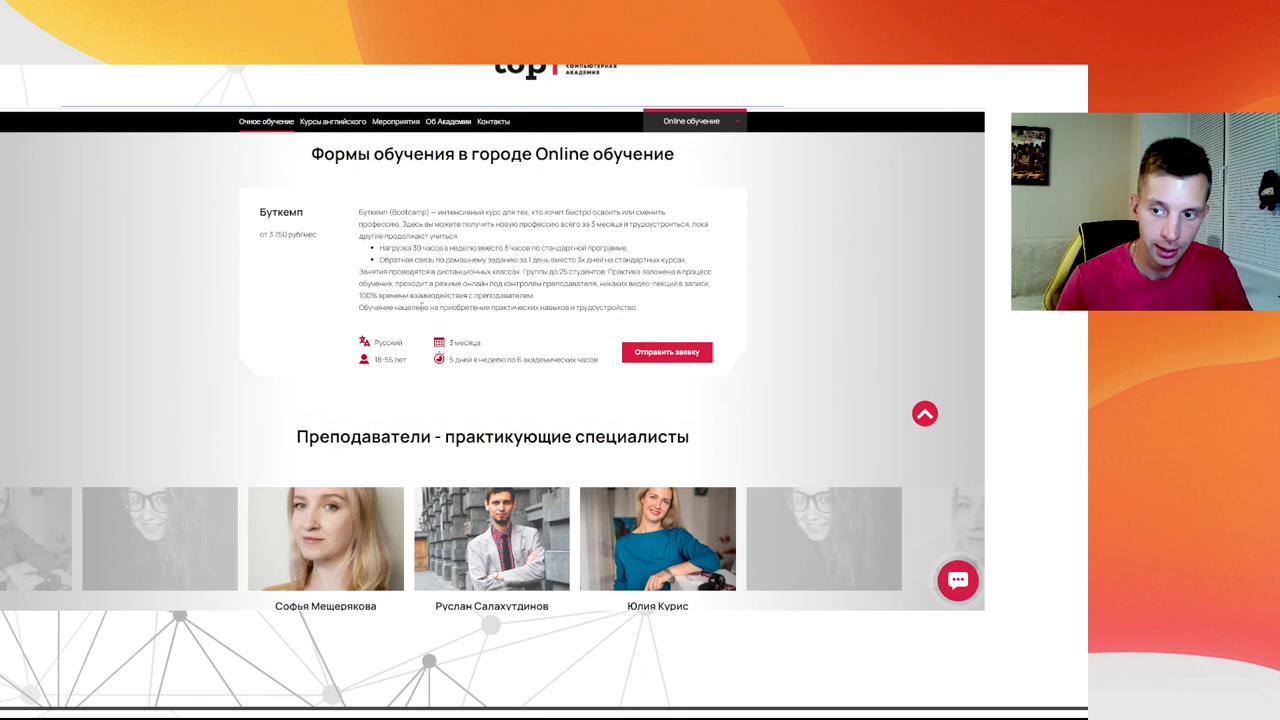 top
КОМПЬЮТЕРНАЯ
АКАДЕМИЯ
Очное обучение Курсы английского Мероприятия Об Академии Контакты Online обучение
Формы обучения в городе Online обучение
Буткемп
от 3 750 руб/мес
Буткемп (Bootcamp) — интенсивный курс для тех, кто хочет быстро освоить или сменить
профессию. Здесь вы можете получить новую профессию всего за 3 месяца и трудоустроиться, пока
другие продолжают учиться.
Нагрузка 30 часов в неделю вместо 8 часов по стандартной программе.
Обратная связь по домашнему заданию за 1 день вместо 3х дней на стандартных курсах.
Занятия проводятся в дистанционных классах. Группы до 25 студентов. Практика заложена в процесс
обучения, проходит в режиме онлайн под контролем преподавателя, никаких видео-лекций в записи,
100% времени взаимодействия с преподавателем.
Обучение нацелено на приобретение практических навыков и трудоустройство.
Русский
3 месяца
18-55 лет
5 дней в неделю по 6 академических часов
Отправить заявку
Преподаватели - практикующие специалисты
Софья Мещерякова
Руслан Салахутдинов
Юлия Курис